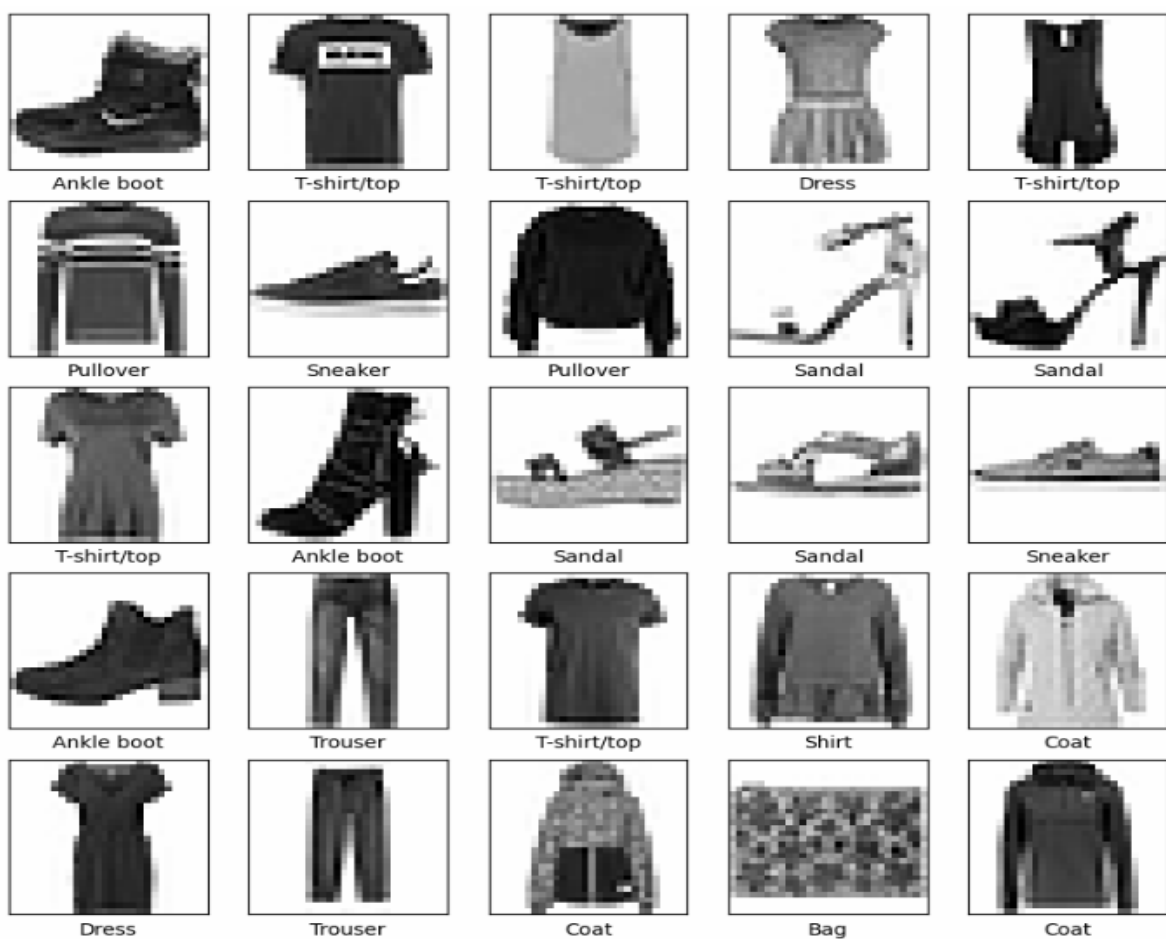 Ankle boot
T-shirt/top
T-shirt/top
Dress
T-shirt/top
Pullover
Sneaker
Pullover
Sandal
Sandal
T-shirt/top
Ankle boot
Sandal
Sandal
Sneaker
Ankle boot
Trouser
T-shirt/top
Shirt
Coat
Dress
Trouser
Coat
Bag
Coat